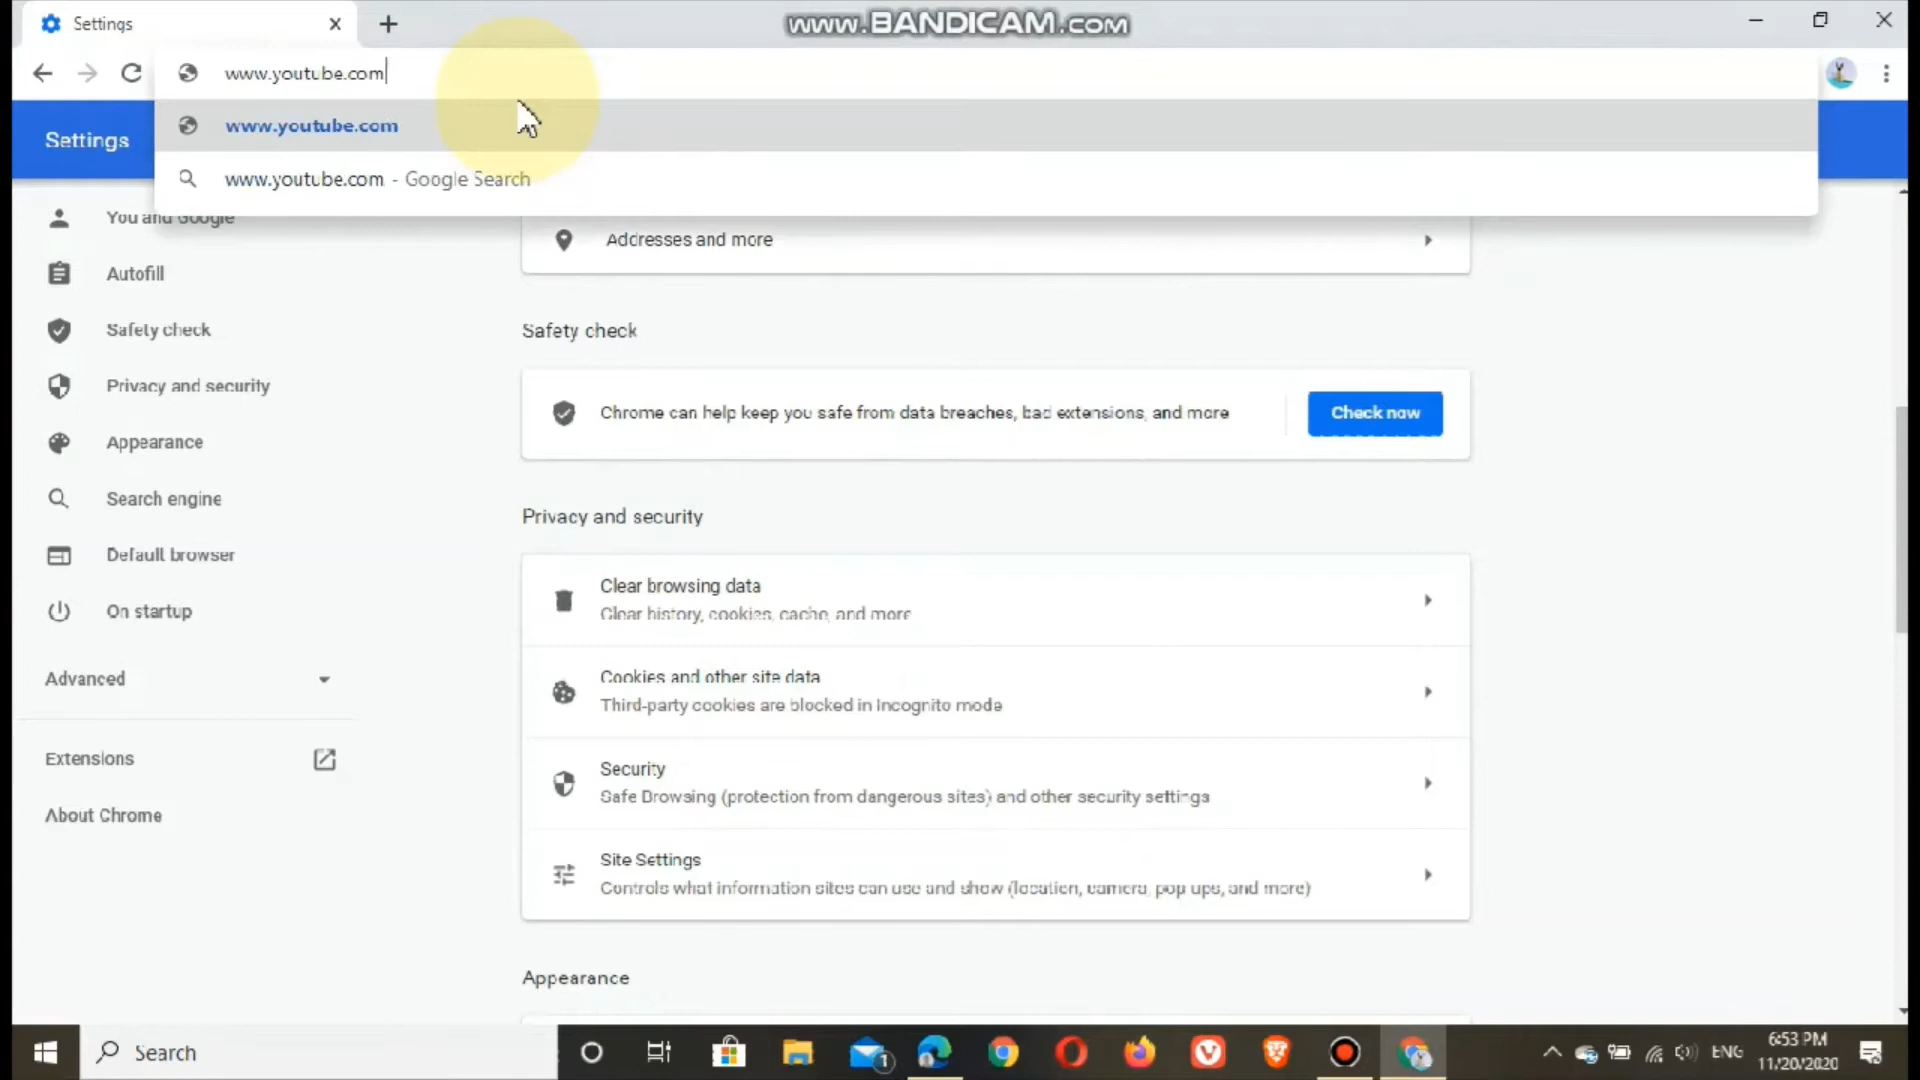 Settings
www.BANDICAM.com
www.youtube.com
www.youtube.com
www.youtube.com - Google Search
Settings
You and Google
Autofill
Safety check
Privacy and security
Appearance
Search engine
Default browser
On startup
Advanced
Extensions
About Chrome
Addresses and more
Safety check
Chrome can help keep you safe from data breaches, bad extensions, and more
Check now
Privacy and security
Clear browsing data
Clear history, cookies, cache, and more
Cookies and other site data
Third-party cookies are blocked in Incognito mode
Security
Safe Browsing (protection from dangerous sites) and other security settings
Site Settings
Controls what information sites can use and show (location, camera, pop ups, and more)
Appearance
Search
1
ENG
6:53 PM
11/20/2020